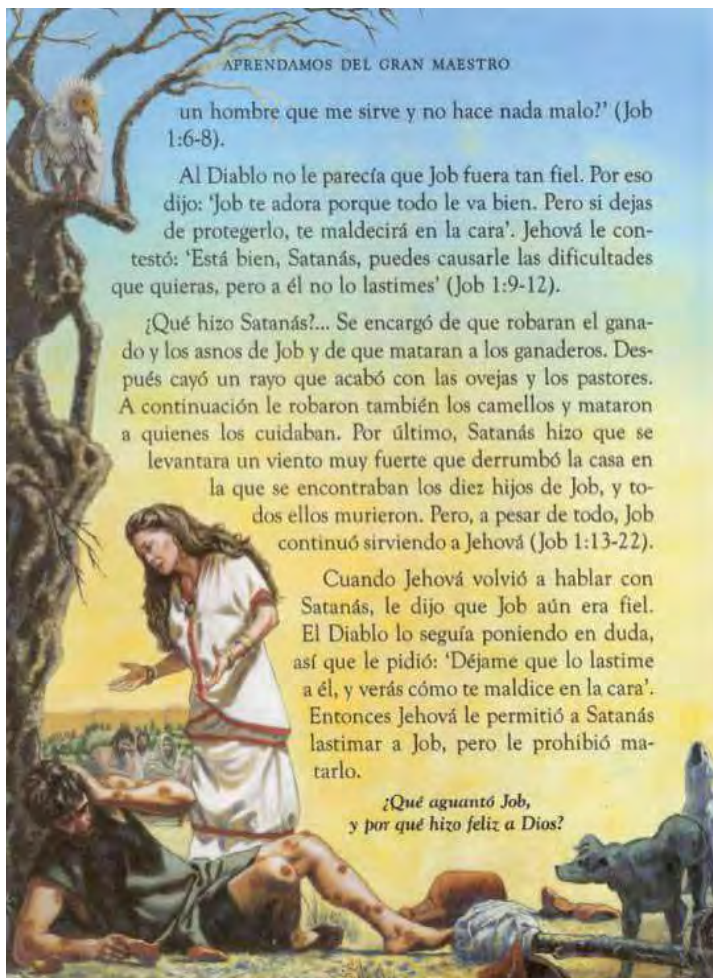 APRENDAMOS DEL GRAN MAESTRO
un hombre que me sirve y no hace nada malo?’ (Job
1:6-8).
Al Diablo no le parecía que Job fuera tan fiel. Por eso
dijo: ‘Job te adora porque todo le va bien. Pero si dejas
de protegerlo, te maldecirá en la cara’. Jehová le con-
testó: ‘Está bien, Satanás, puedes causarle las dificultades
que quieras, pero a él no lo lastimes’ (Job 1:9-12).
¿Qué hizo Satanás?... Se encargó de que robaran el gana-
do y los asnos de Job y de que mataran a los ganaderos. Des-
pués cayó un rayo que acabó con las ovejas y los pastores.
A continuación le robaron también los camellos y mataron
a quienes los cuidaban. Por último, Satanás hizo que se
levantara un viento muy fuerte que derrumbó la casa en
la que se encontraban los diez hijos de Job, y to-
dos ellos murieron. Pero, a pesar de todo, Job
continuó sirviendo a Jehová (Job 1:13-22).
Cuando Jehová volvió a hablar con
Satanás, le dijo que Job aún era fiel.
El Diablo lo seguía poniendo en duda,
así que le pidió: ‘Déjame que lo lastime
a él, y verás cómo te maldice en la cara’.
Entonces Jehová le permitió a Satanás
lastimar a Job, pero le prohibió ma-
tarlo.
¿Qué aguantó Job,
y por qué hizo feliz a Dios?